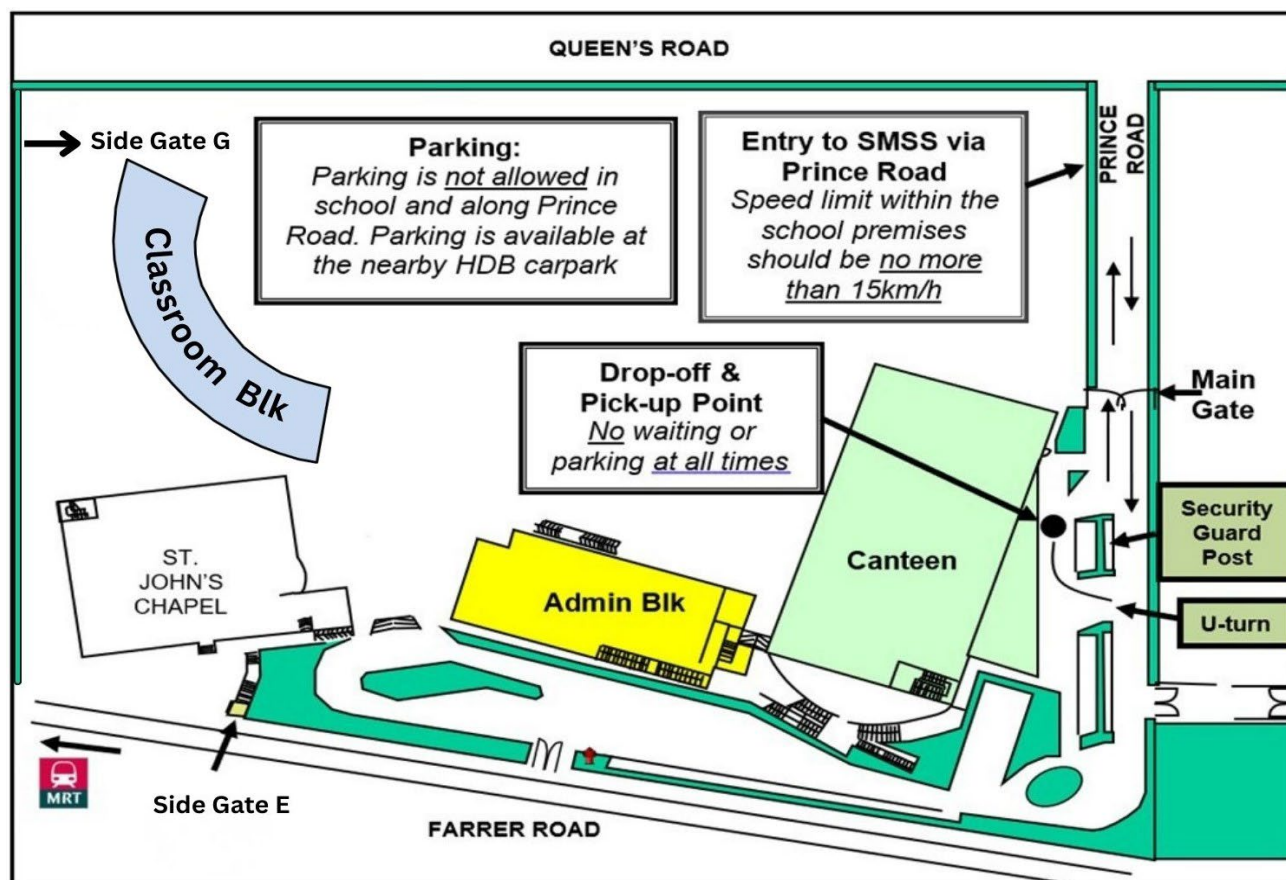 QUEEN'S ROAD
Side Gate G
Parking:
Parking is not allowed in
school and along Prince
Road. Parking is available at
the nearby HDB carpark
Entry to SMSS via
Prince Road
Speed limit within the
school premises
should be no more
than 15km/h
PRINCE
ROAD
Classroom Blk
Drop-off &
Pick-up Point
No waiting or
parking at all times
Main
Gate
Security
Guard
Post
Canteen
ST.
JOHN'S
CHAPEL
Admin Blk
U-turn
MRT
Side Gate E
FARRER ROAD